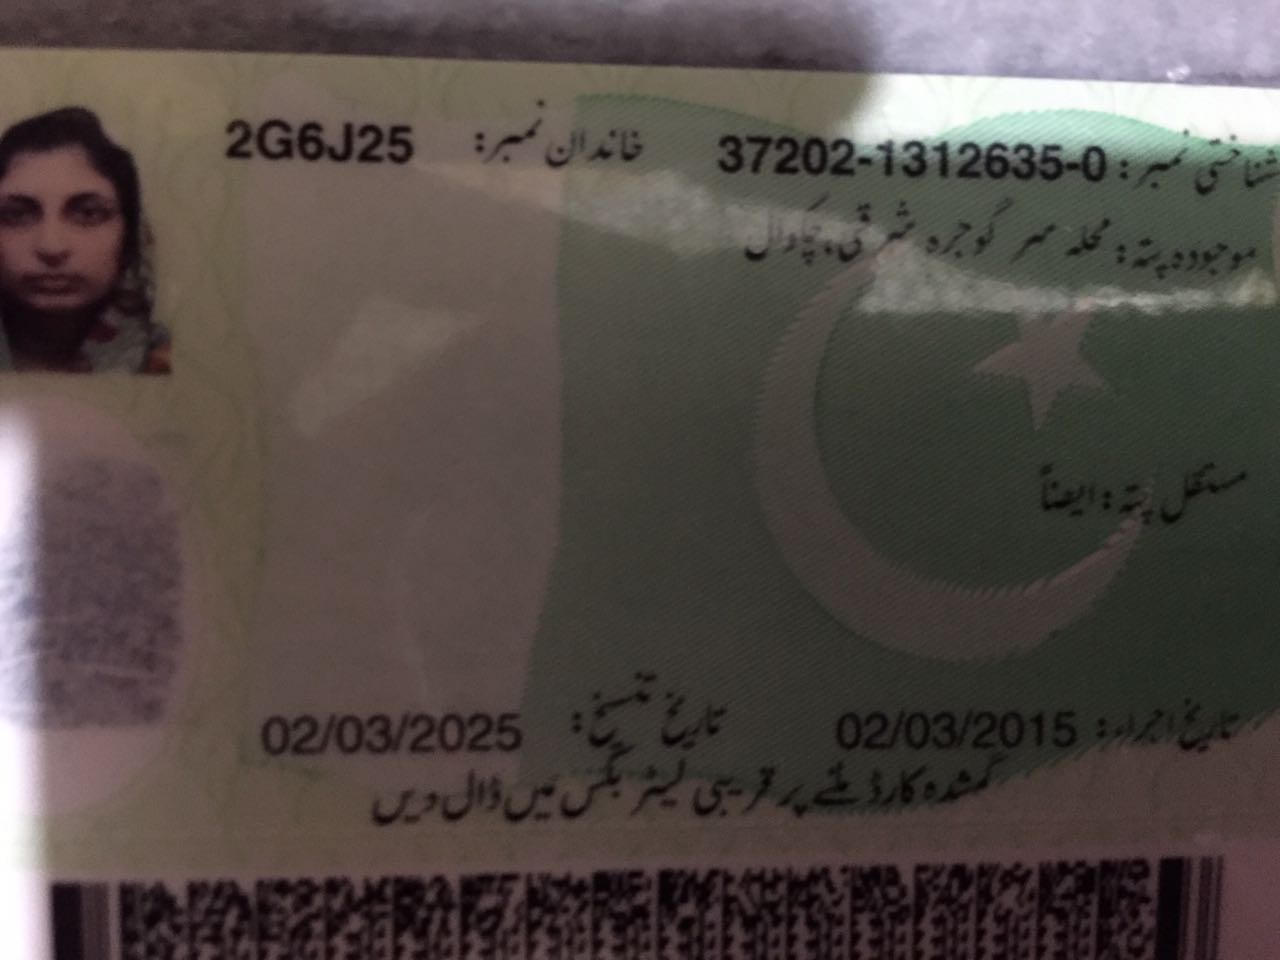 شناختی نمبر: 37202-1312635-0 خاندان نمبر: 2G6J25
موجودہ پتہ: محلہ سر گوجرہ شرقی، چکوال
مستقل پتہ: ایضاً
تاریخ اجراء: 02/03/2015 تاریخ تنسیخ: 02/03/2025
گمشدہ کارڈ ملنے پر قریبی لیٹر بکس میں ڈال دیں